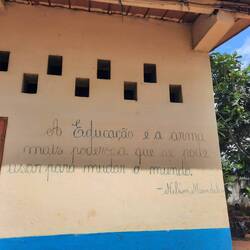 A Educação é a arma
mais poderosa que se pode
usar para mudar o mundo.
- Nelson Mandela